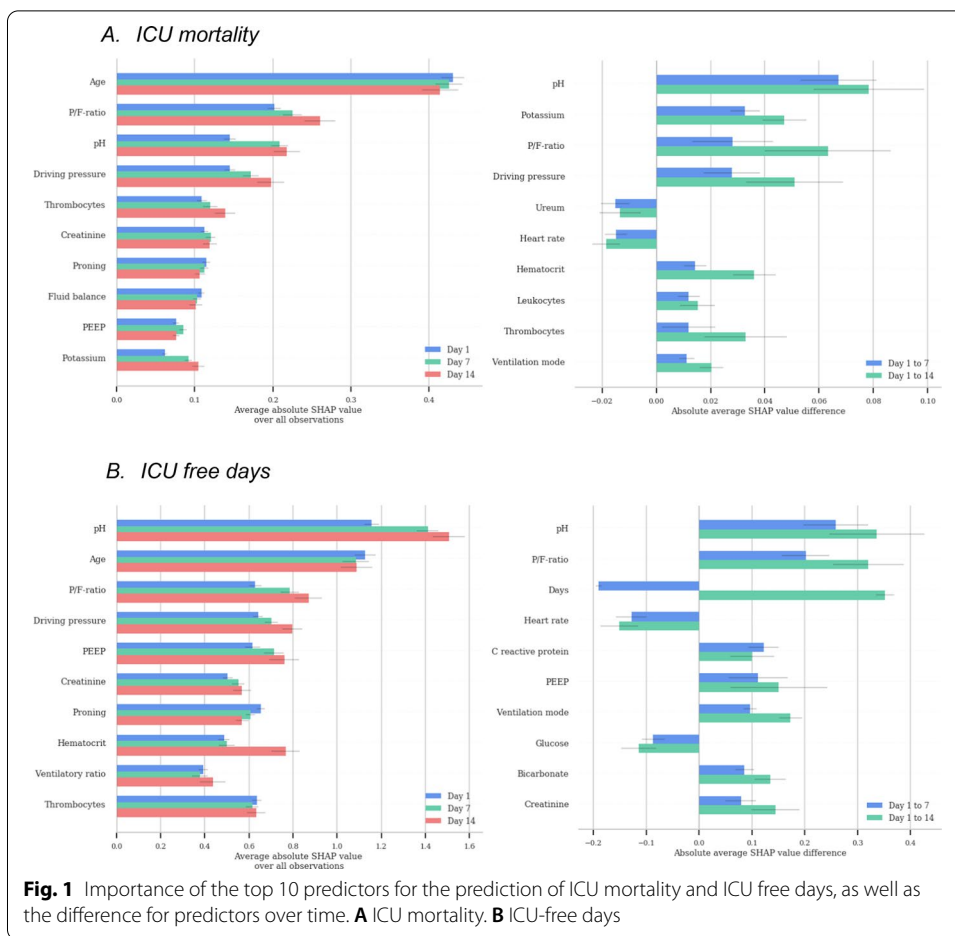 A. ICU mortality
Age
P/F-ratio
pH
Driving pressure
Thrombocytes
Creatinine
Proning
Fluid balance
PEEP
Potassium
Day 1
Day 7
Day 14
0.0 0.1 0.2 0.3 0.4
Average absolute SHAP value
over all observations
pH
Potassium
P/F-ratio
Driving pressure
Ureum
Heart rate
Hematocrit
Leukocytes
Thrombocytes
Ventilation mode
Day 1 to 7
Day 1 to 14
−0.02 0.00 0.02 0.04 0.06 0.08 0.10
Absolute average SHAP value difference
B. ICU free days
pH
Age
P/F-ratio
Driving pressure
PEEP
Creatinine
Proning
Hematocrit
Ventilatory ratio
Thrombocytes
Day 1
Day 7
Day 14
0.0 0.2 0.4 0.6 0.8 1.0 1.2 1.4 1.6
Average absolute SHAP value
over all observations
pH
P/F-ratio
Days
Heart rate
C reactive protein
PEEP
Ventilation mode
Glucose
Bicarbonate
Creatinine
Day 1 to 7
Day 1 to 14
−0.2 −0.1 0.0 0.1 0.2 0.3 0.4
Absolute average SHAP value difference
Fig. 1 Importance of the top 10 predictors for the prediction of ICU mortality and ICU free days, as well as
the difference for predictors over time. A ICU mortality. B ICU-free days